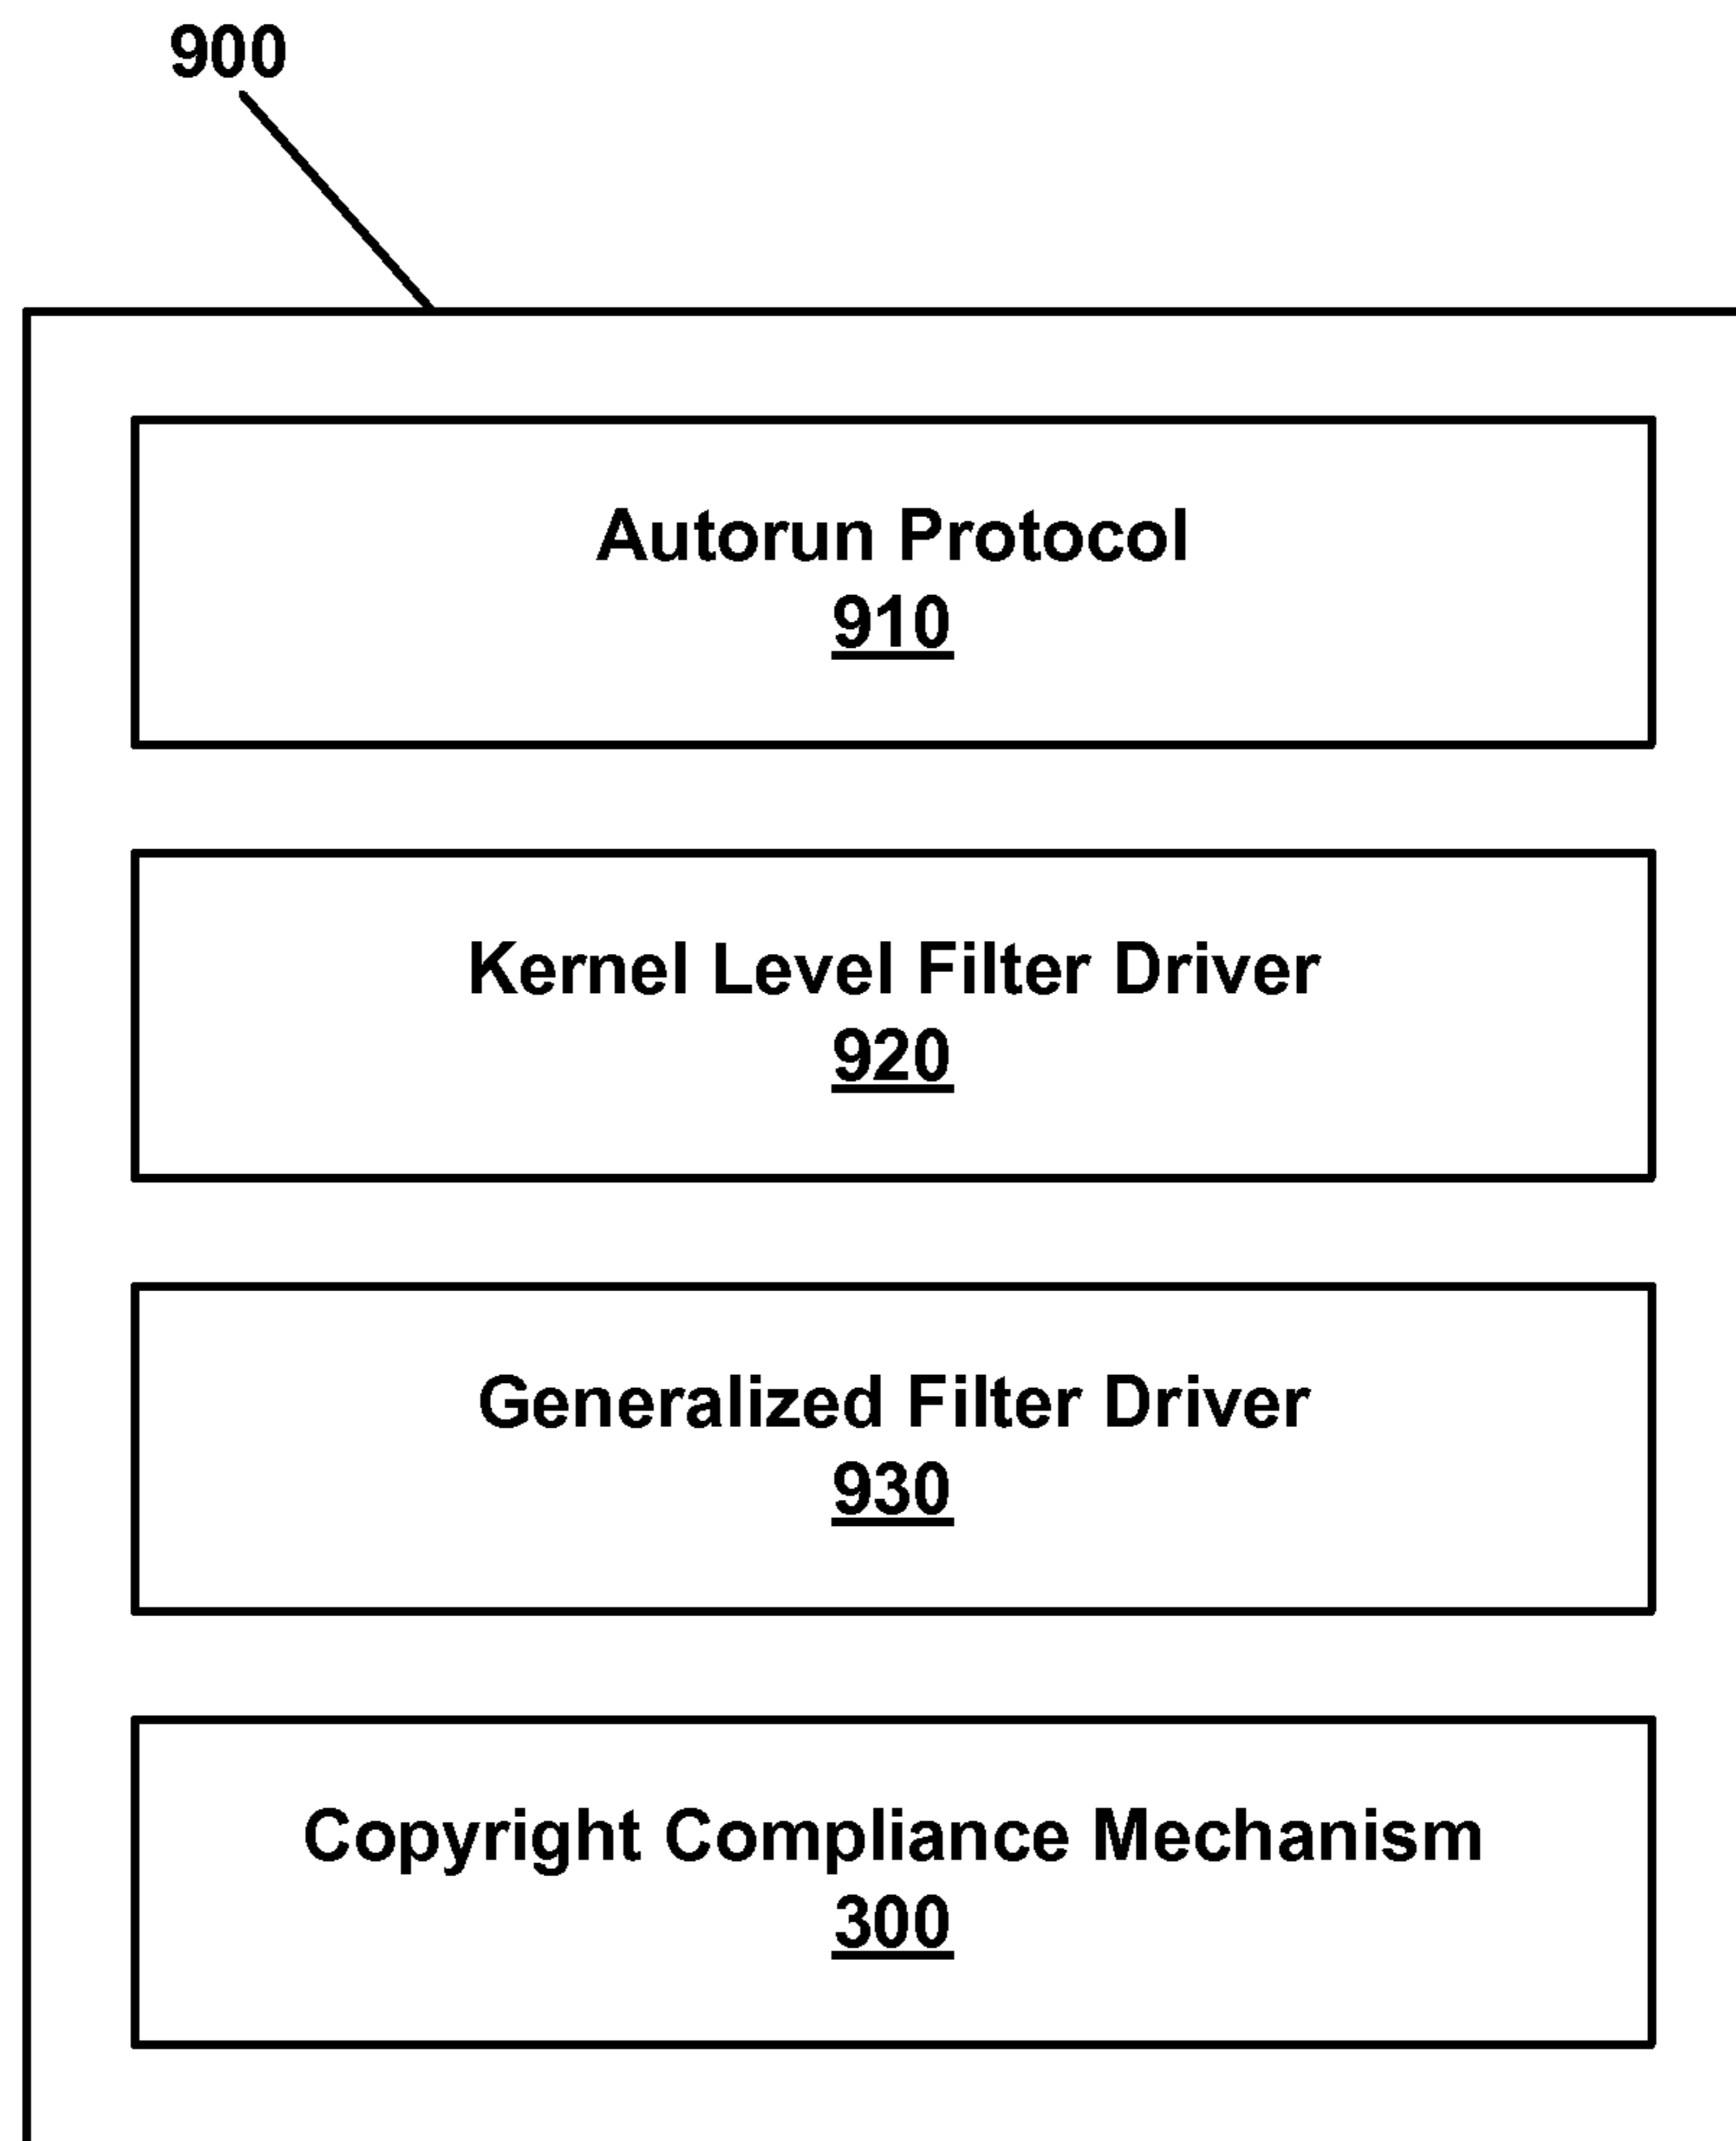 900
Autorun Protocol
910
Kernel Level Filter Driver
920
Generalized Filter Driver
930
Copyright Compliance Mechanism
300